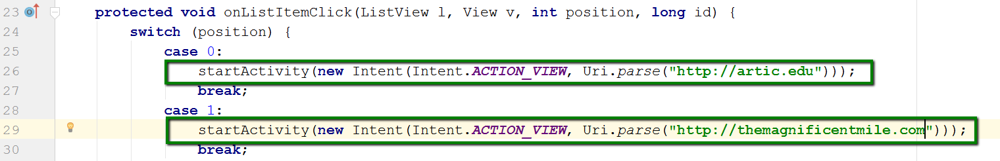 23 protected void onListItemClick(ListView l, View v, int position, long id) {
24 switch (position) {
25 case 0:
26 startActivity(new Intent(Intent.ACTION_VIEW, Uri.parse("http://artic.edu")));
27 break;
28 case 1:
29 startActivity(new Intent(Intent.ACTION_VIEW, Uri.parse("http://themagnificentmile.com")));
30 break;